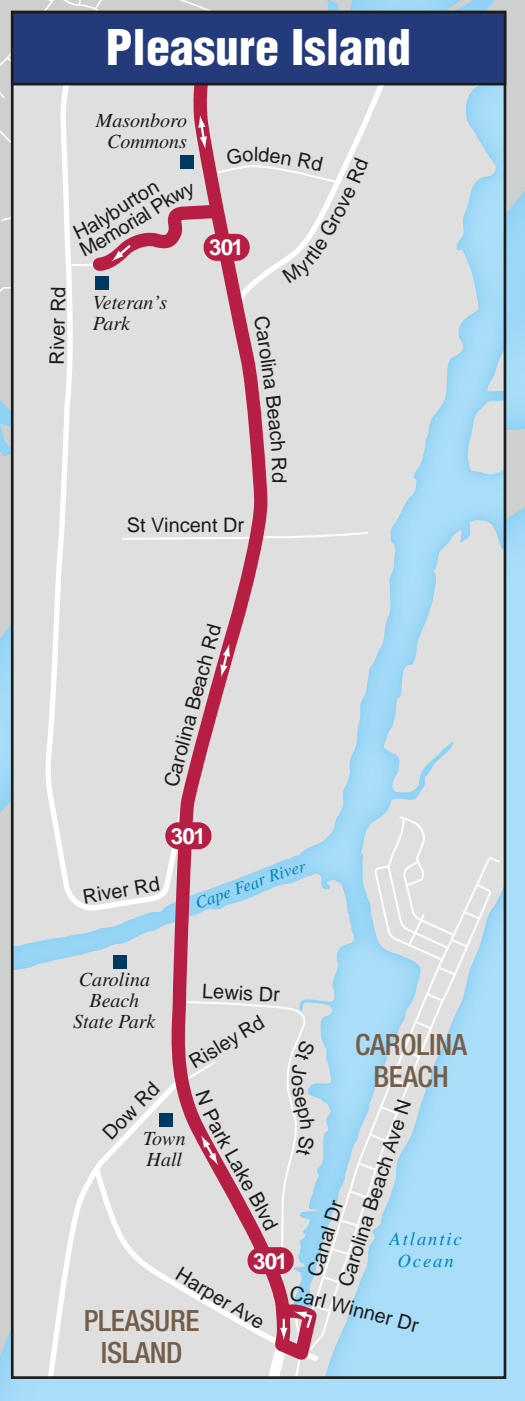 Pleasure Island
Masonboro
Commons
Golden Rd
Myrtle Grove Rd
Halyburton
Memorial Pkwy
301
Veteran's
Park
River Rd
Carolina Beach Rd
St Vincent Dr
Carolina Beach Rd
301
River Rd
Cape Fear River
Carolina
Beach
State Park
Lewis Dr
Risley Rd
St Joseph St
CAROLINA
BEACH
Dow Rd
Town
Hall
N Park Lake Blvd
Carolina Beach Ave N
Canal Dr
Atlantic
Ocean
301
Harper Ave
Carl Winner Dr
PLEASURE
ISLAND